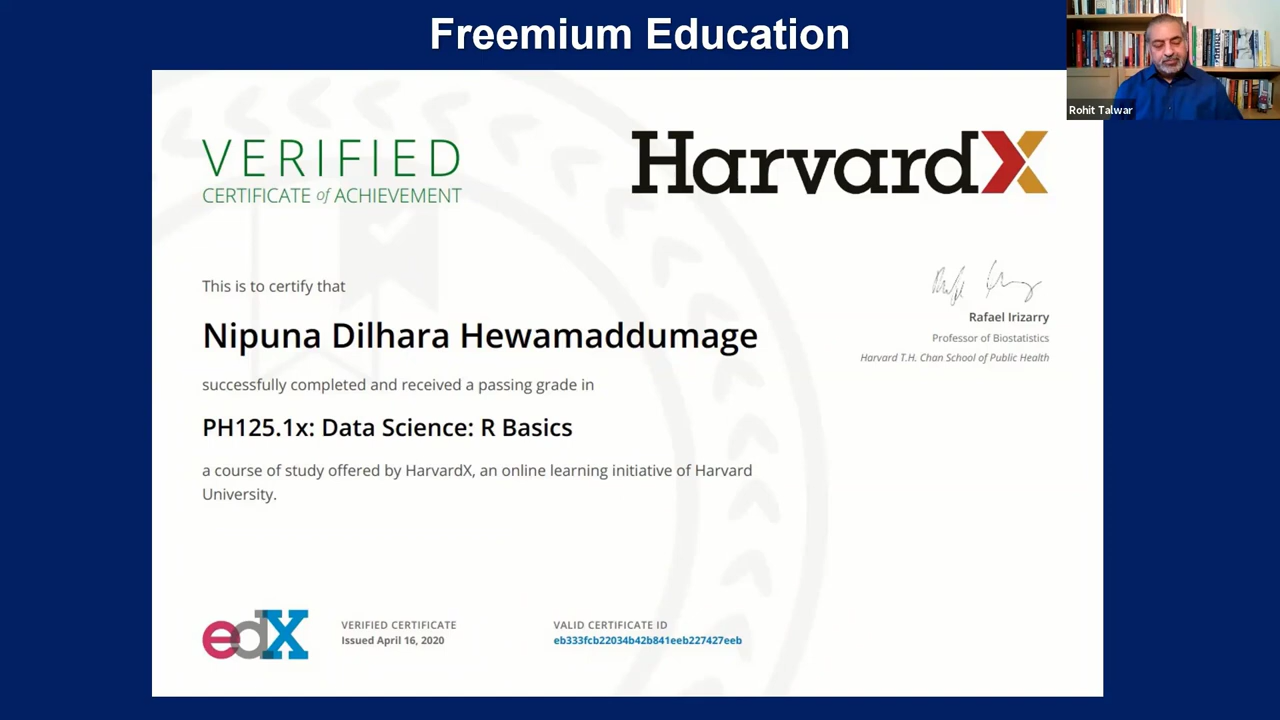 Freemium Education
Rohit Talwar
VERIFIED
CERTIFICATE of ACHIEVEMENT
HarvardX
This is to certify that
Nipuna Dilhara Hewamaddumage
successfully completed and received a passing grade in
PH125.1x: Data Science: R Basics
a course of study offered by HarvardX, an online learning initiative of Harvard
University.
Rafael Irizarry
Professor of Biostatistics
Harvard T.H. Chan School of Public Health
edX
VERIFIED CERTIFICATE
Issued April 16, 2020
VALID CERTIFICATE ID
eb333fcb22034b42b841eeb227427eeb